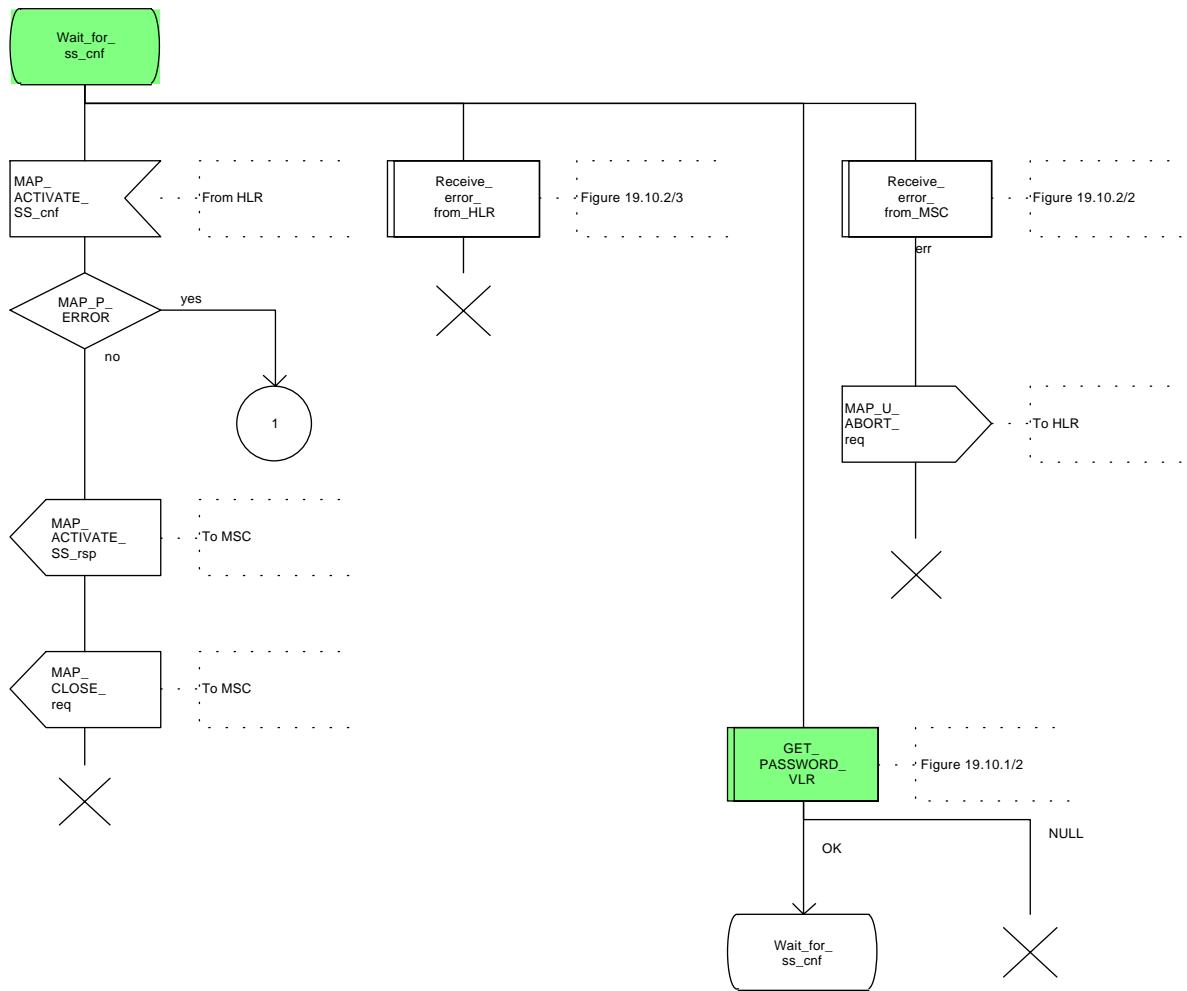 Wait_for_
ss_cnf
MAP_
ACTIVATE_
SS_cnf
From HLR
Receive_
error_
from_HLR
Figure 19.10.2/3
Receive_
error_
from_MSC
Figure 19.10.2/2
err
MAP_P_
ERROR
yes
no
1
MAP_U_
ABORT_
req
To HLR
MAP_
ACTIVATE_
SS_rsp
To MSC
MAP_
CLOSE_
req
To MSC
GET_
PASSWORD_
VLR
Figure 19.10.1/2
OK
NULL
Wait_for_
ss_cnf